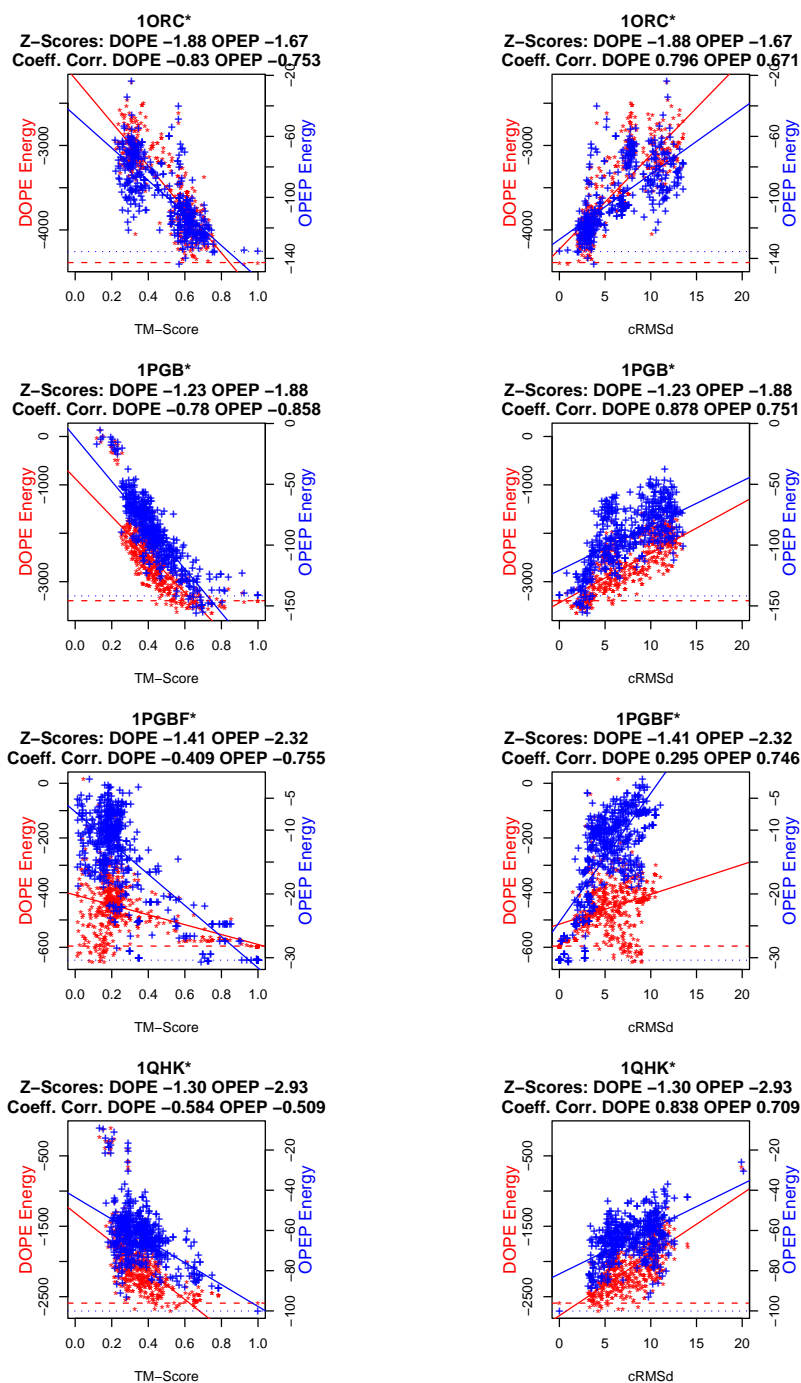 1ORC*
Z−Scores: DOPE −1.88 OPEP −1.67
Coeff. Corr. DOPE −0.83 OPEP −0.753
DOPE Energy
−3000
−4000
OPEP Energy
−20
−60
−100
−140
0.0 0.2 0.4 0.6 0.8 1.0
TM−Score
1ORC*
Z−Scores: DOPE −1.88 OPEP −1.67
Coeff. Corr. DOPE 0.796 OPEP 0.671
DOPE Energy
−3000
−4000
OPEP Energy
−20
−60
−100
−140
0 5 10 15 20
cRMSd
1PGB*
Z−Scores: DOPE −1.23 OPEP −1.88
Coeff. Corr. DOPE −0.78 OPEP −0.858
DOPE Energy
0
−1000
−3000
OPEP Energy
0
−50
−100
−150
0.0 0.2 0.4 0.6 0.8 1.0
TM−Score
1PGB*
Z−Scores: DOPE −1.23 OPEP −1.88
Coeff. Corr. DOPE 0.878 OPEP 0.751
DOPE Energy
0
−1000
−3000
OPEP Energy
0
−50
−100
−150
0 5 10 15 20
cRMSd
1PGBF*
Z−Scores: DOPE −1.41 OPEP −2.32
Coeff. Corr. DOPE −0.409 OPEP −0.755
DOPE Energy
0
−200
−400
−600
OPEP Energy
−5
−10
−20
−30
0.0 0.2 0.4 0.6 0.8 1.0
TM−Score
1PGBF*
Z−Scores: DOPE −1.41 OPEP −2.32
Coeff. Corr. DOPE 0.295 OPEP 0.746
DOPE Energy
0
−200
−400
−600
OPEP Energy
−5
−10
−20
−30
0 5 10 15 20
cRMSd
1QHK*
Z−Scores: DOPE −1.30 OPEP −2.93
Coeff. Corr. DOPE −0.584 OPEP −0.509
DOPE Energy
−500
−1500
−2500
OPEP Energy
−20
−40
−60
−80
−100
0.0 0.2 0.4 0.6 0.8 1.0
TM−Score
1QHK*
Z−Scores: DOPE −1.30 OPEP −2.93
Coeff. Corr. DOPE 0.838 OPEP 0.709
DOPE Energy
−500
−1500
−2500
OPEP Energy
−20
−40
−60
−80
−100
0 5 10 15 20
cRMSd